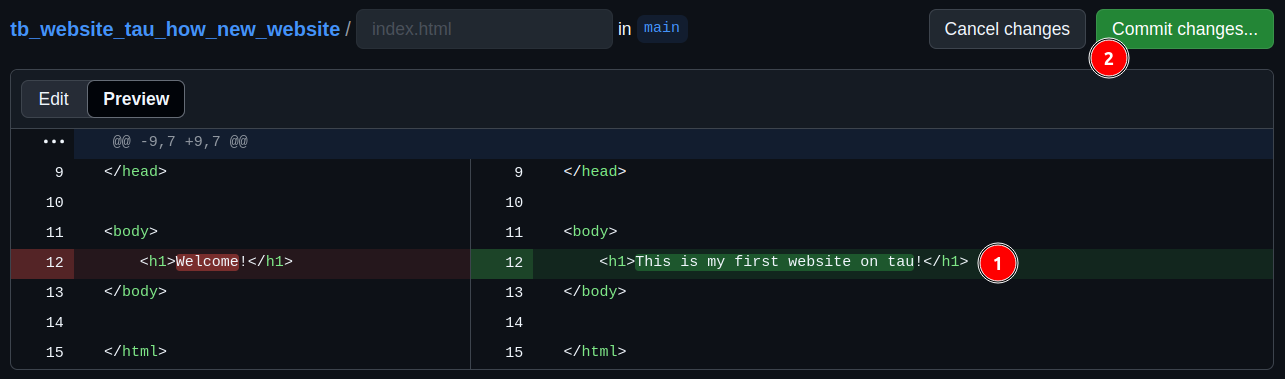 tb_website_tau_how_new_website / index.html in main Cancel changes Commit changes...
2
Edit Preview
••• @@ -9,7 +9,7 @@
9 </head> 9 </head>
10 10
11 <body> 11 <body>
12 <h1>Welcome!</h1> 12 <h1>This is my first website on tau!</h1> 1
13 </body> 13 </body>
14 14
15 </html> 15 </html>